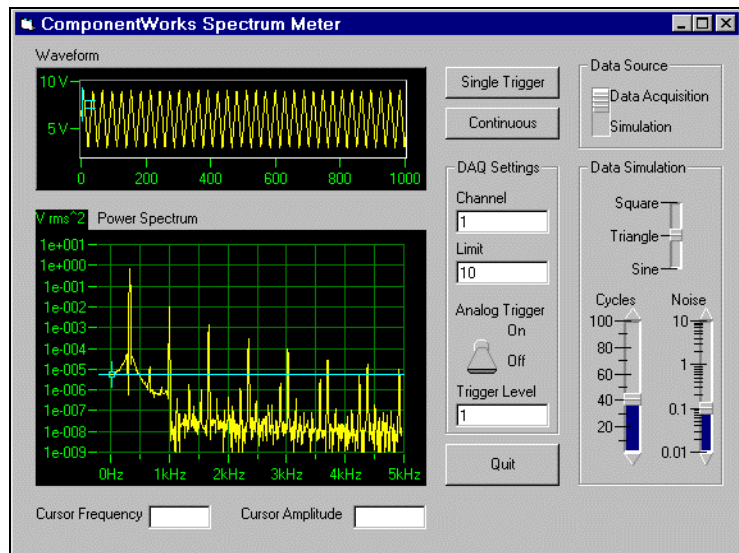 ComponentWorks Spectrum Meter
Waveform
10 V
5 V
0 200 400 600 800 1000
V rms^2 Power Spectrum
1e+001
1e+000
1e-001
1e-002
1e-003
1e-004
1e-005
1e-006
1e-007
1e-008
1e-009
0Hz 1kHz 2kHz 3kHz 4kHz 5kHz
Cursor Frequency
Cursor Amplitude
Single Trigger
Continuous
DAQ Settings
Channel
1
Limit
10
Analog Trigger
On
Off
Trigger Level
1
Quit
Data Source
Data Acquisition
Simulation
Data Simulation
Square
Triangle
Sine
Cycles
100
80
60
40
20
Noise
10
1
0.1
0.01